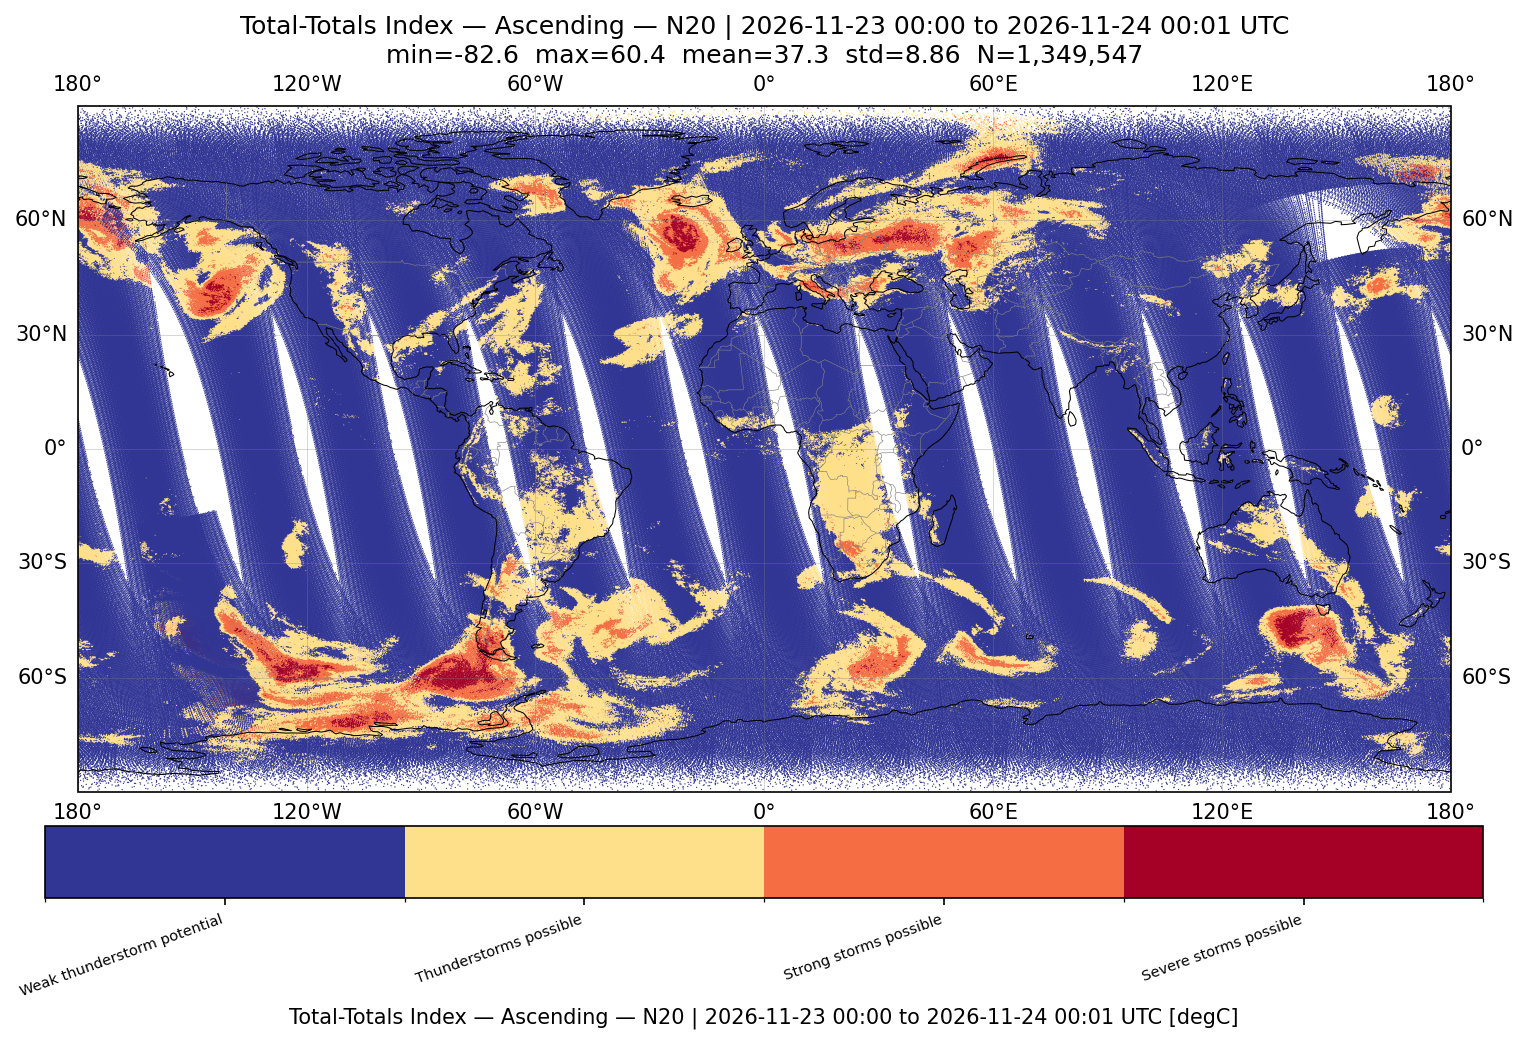 Total-Totals Index — Ascending — N20 | 2026-11-23 00:00 to 2026-11-24 00:01 UTC
min=-82.6 max=60.4 mean=37.3 std=8.86 N=1,349,547
180° 120°W 60°W 0° 60°E 120°E 180°
60°N 60°N
30°N 30°N
0° 0°
30°S 30°S
60°S 60°S
180° 120°W 60°W 0° 60°E 120°E 180°
Weak thunderstorm potential Thunderstorms possible Strong storms possible Severe storms possible
Total-Totals Index — Ascending — N20 | 2026-11-23 00:00 to 2026-11-24 00:01 UTC [degC]